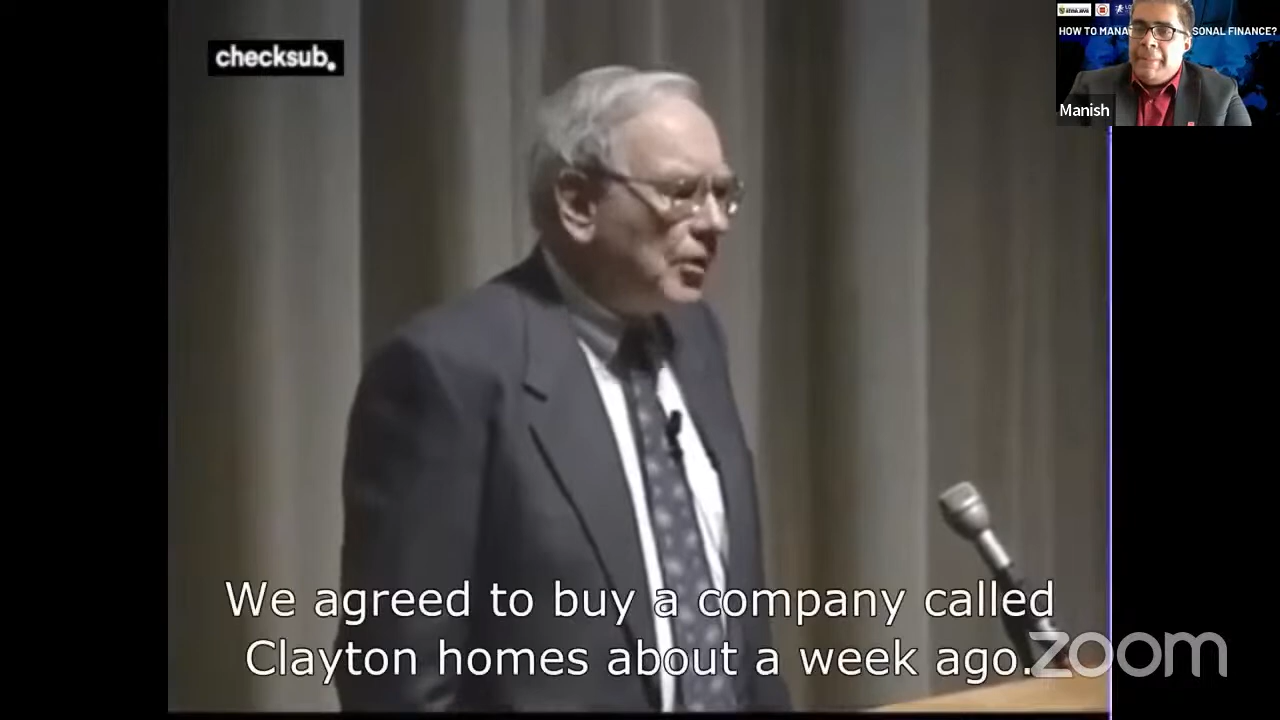 checksub.
HOW TO MANA
SONAL FINANCE?
Manish
We agreed to buy a company called
Clayton homes about a week ago.
zoom